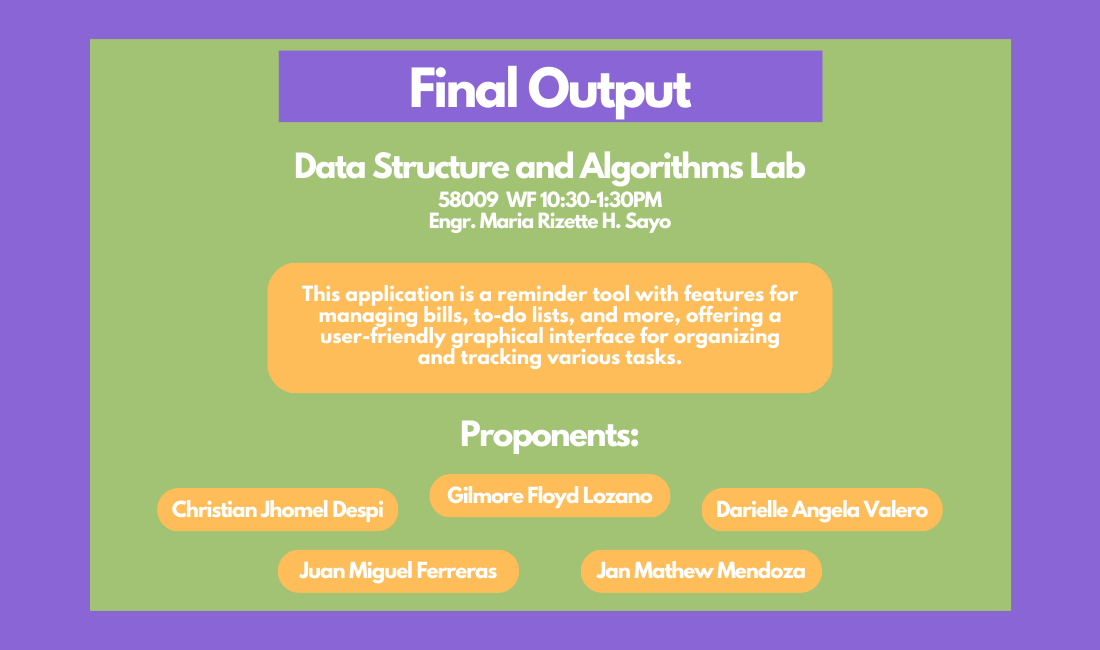 Final Output
Data Structure and Algorithms Lab
58009 WF 10:30-1:30PM
Engr. Maria Rizette H. Sayo
This application is a reminder tool with features for
managing bills, to-do lists, and more, offering a
user-friendly graphical interface for organizing
and tracking various tasks.
Proponents:
Christian Jhomel Despi
Gilmore Floyd Lozano
Darielle Angela Valero
Juan Miguel Ferreras
Jan Mathew Mendoza